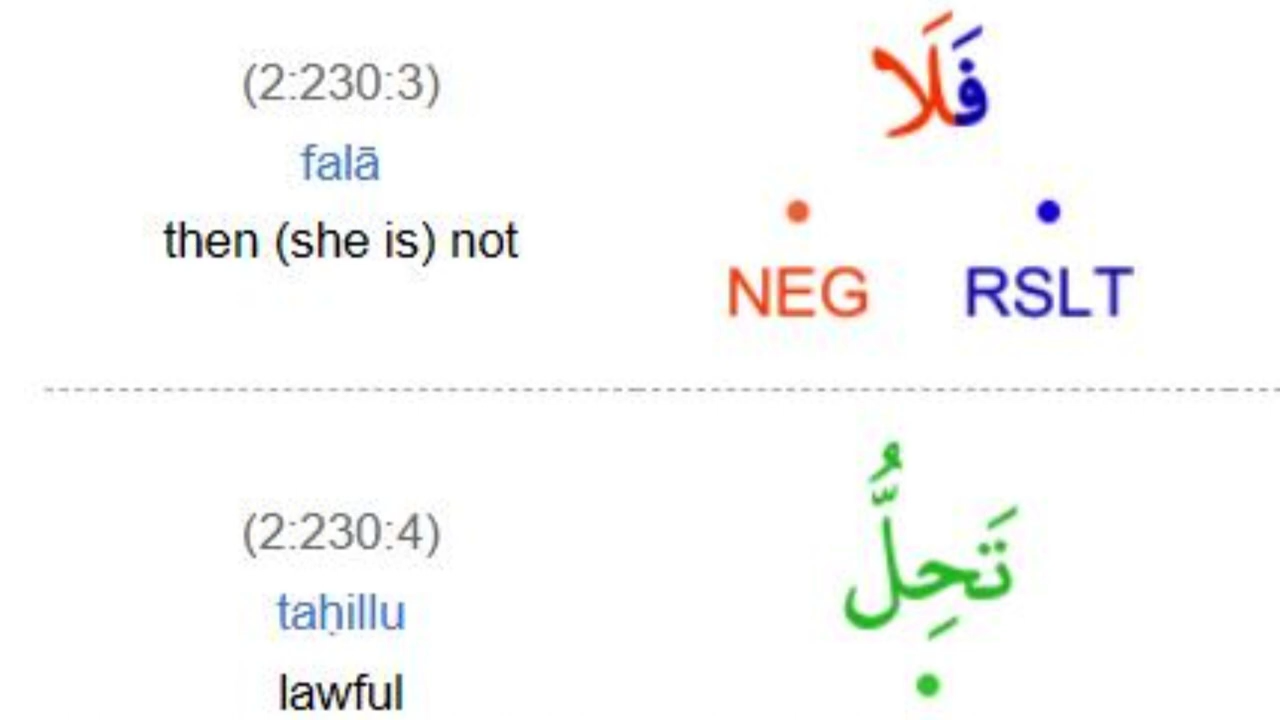 (2:230:3)
falā
then (she is) not
فَلَا
NEG RSLT
(2:230:4)
taḥillu
lawful
تَحِلُّ